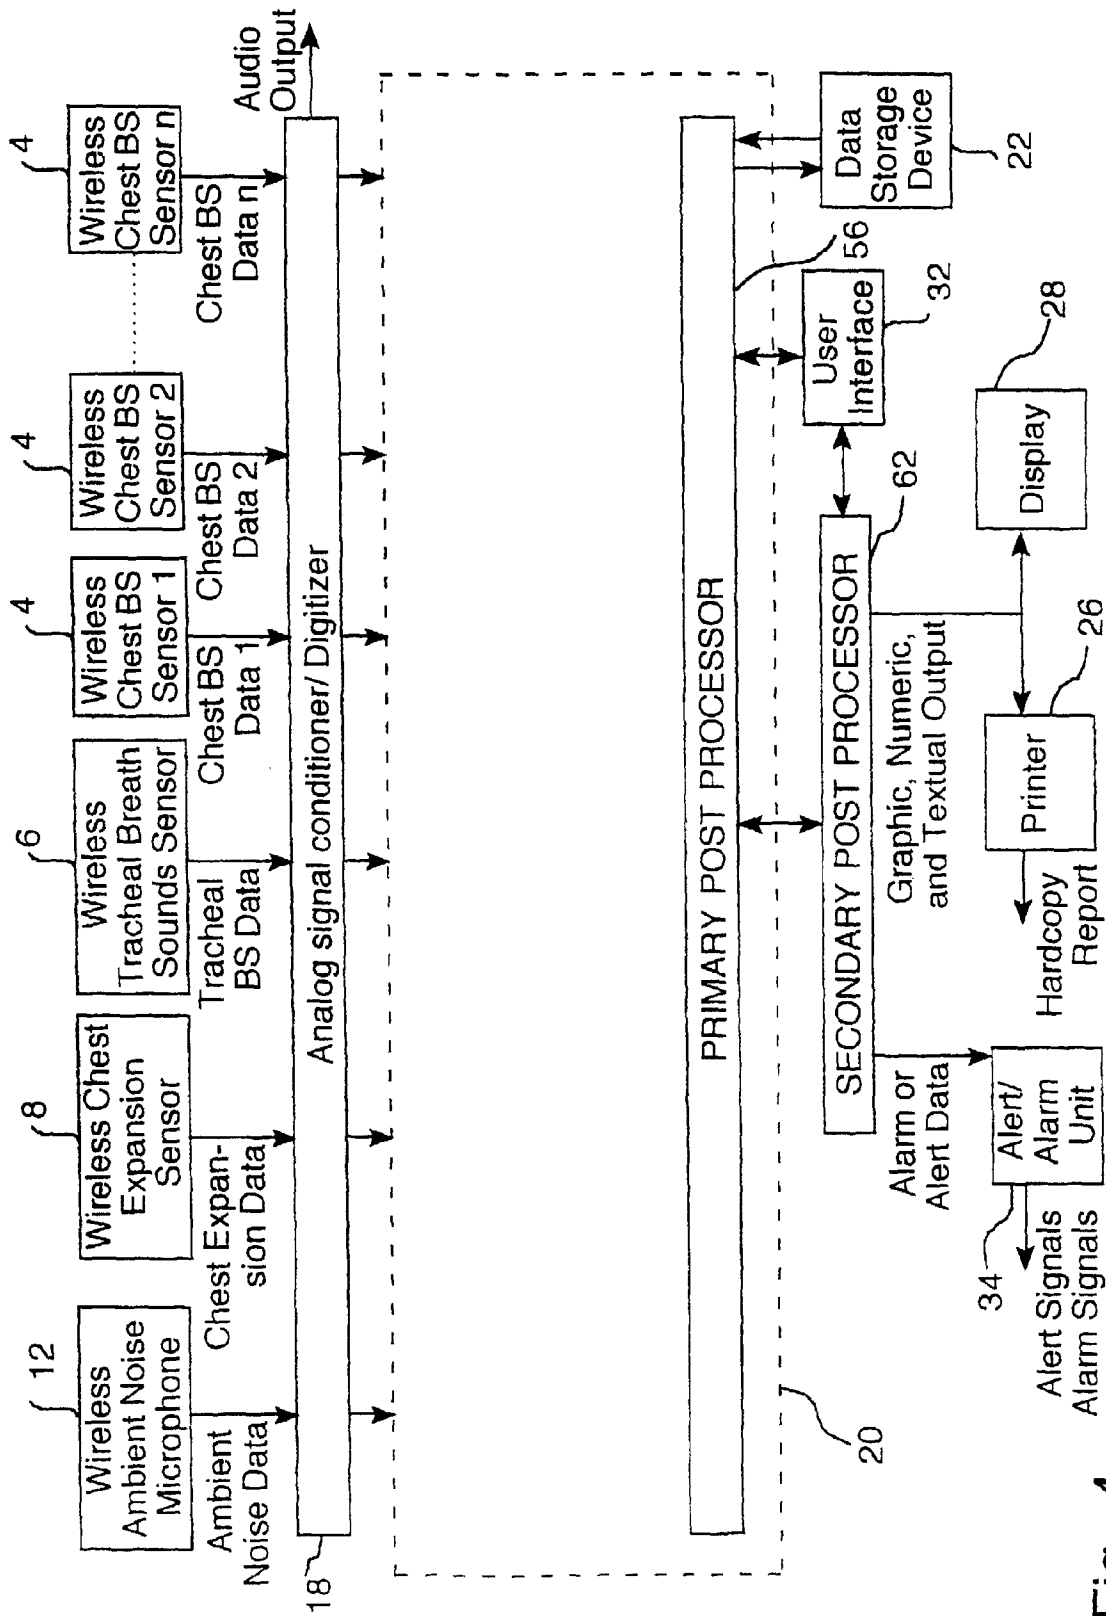 12
Wireless
Ambient Noise
Microphone
8
Wireless Chest
Expansion
Sensor
6
Wireless
Tracheal Breath
Sounds Sensor
4
Wireless
Chest BS
Sensor 1
4
Wireless
Chest BS
Sensor 2
4
Wireless
Chest BS
Sensor n
Ambient
Noise Data
Chest Expan-
sion Data
Tracheal
BS Data
Chest BS
Data 1
Chest BS
Data 2
Chest BS
Data n
Audio
Output
18
Analog signal conditioner/ Digitizer
PRIMARY POST PROCESSOR
56
20
SECONDARY POST PROCESSOR
62
User
Interface
32
Data
Storage
Device
22
Alarm or
Alert Data
Graphic, Numeric,
and Textual Output
34
Alert/
Alarm
Unit
Alert Signals
Alarm Signals
Printer
26
Hardcopy
Report
Display
28